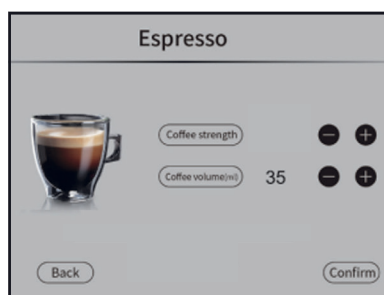 Espresso
Coffee strength
Coffee volume(ml) 35
Back
Confirm